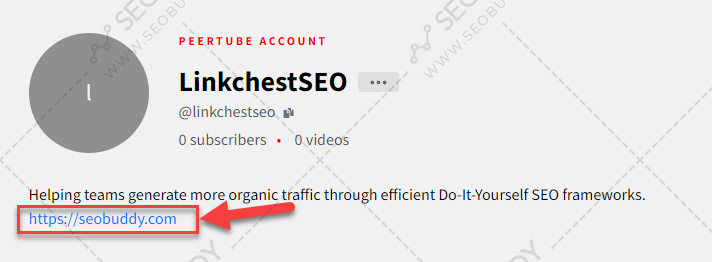 PEERTUBE ACCOUNT
LinkchestSEO
@linkchestseo
0 subscribers • 0 videos
l
Helping teams generate more organic traffic through efficient Do-It-Yourself SEO frameworks.
https://seobuddy.com